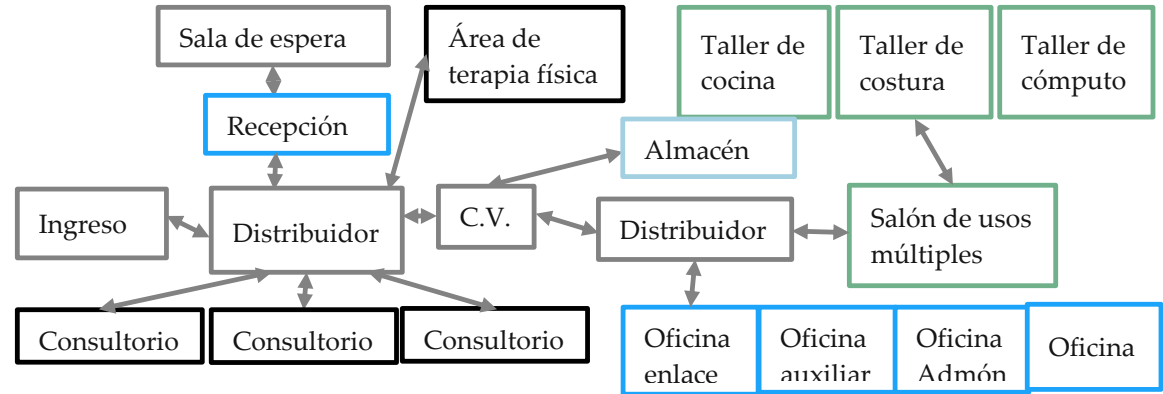 Sala de espera
Área de
terapia física
Taller de
cocina
Taller de
costura
Taller de
cómputo
Recepción
Almacén
Ingreso
Distribuidor
C.V.
Distribuidor
Salón de usos
múltiples
Consultorio
Consultorio
Consultorio
Oficina
enlace
Oficina
auxiliar
Oficina
Admón
Oficina